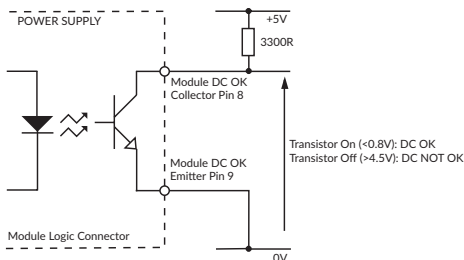 POWER SUPPLY
+5V
3300R
Module DC OK
Collector Pin 8
Transistor On (<0.8V): DC OK
Transistor Off (>4.5V): DC NOT OK
Module DC OK
Emitter Pin 9
Module Logic Connector
0V